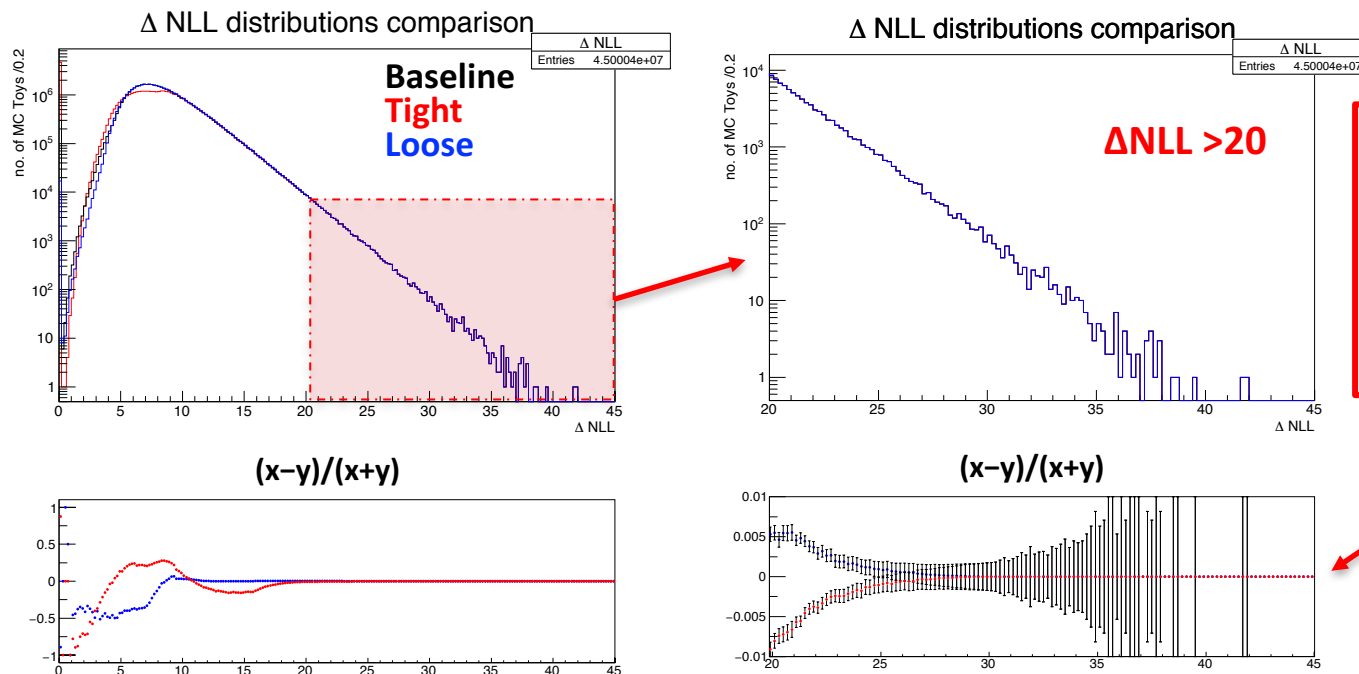 Δ NLL distributions comparison
Δ NLL
Entries 4.50004e+07
no. of MC Toys /0.2
Baseline
Tight
Loose
10⁶
10⁵
10⁴
10³
10²
10
1
0 5 10 15 20 25 30 35 40 45
Δ NLL
(x−y)/(x+y)
1
0.5
0
−0.5
−1
0 5 10 15 20 25 30 35 40 45
Δ NLL distributions comparison
Δ NLL
Entries 4.50004e+07
no. of MC Toys /0.2
ΔNLL >20
10⁴
10³
10²
10
1
20 25 30 35 40 45
Δ NLL
(x−y)/(x+y)
0.01
0.005
0
−0.005
−0.01
20 25 30 35 40 45